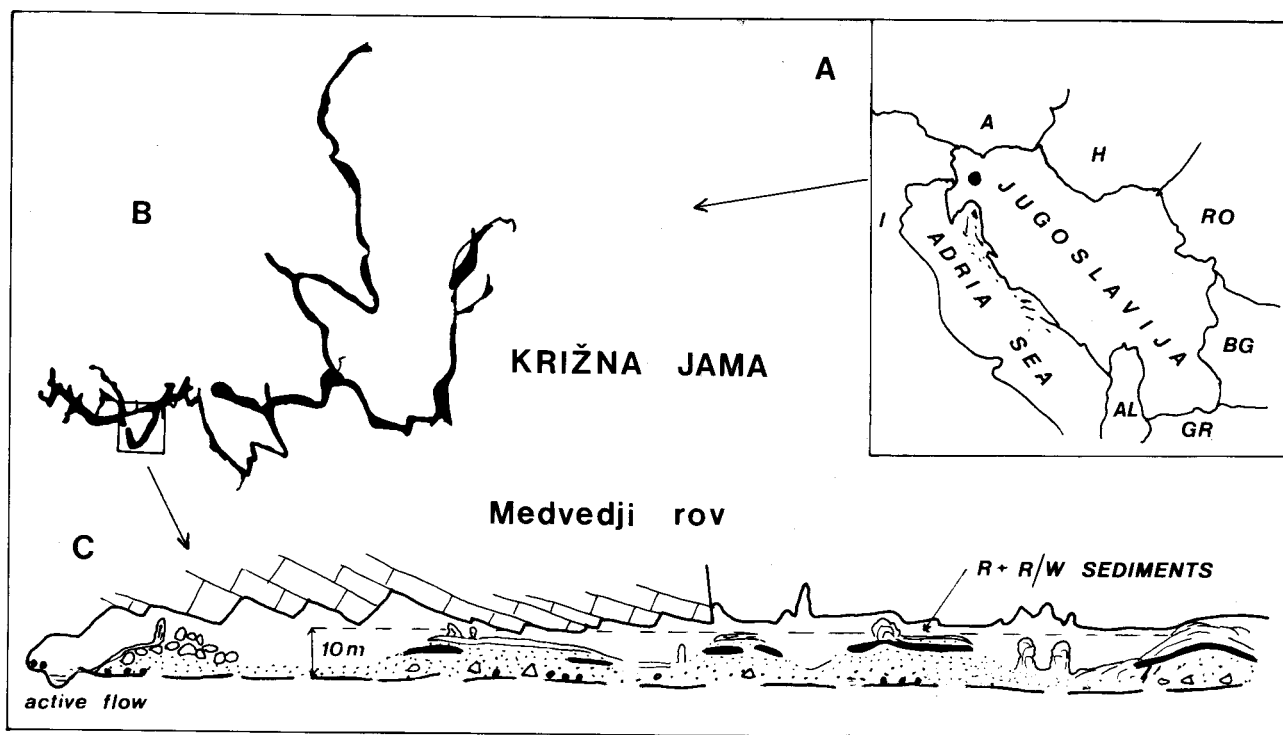 A
B
KRIŽNA JAMA
A
H
I
RO
JUGOSLAVIJA
ADRIA SEA
BG
AL
GR
Medvedji rov
C
R + R/W SEDIMENTS
10 m
active flow